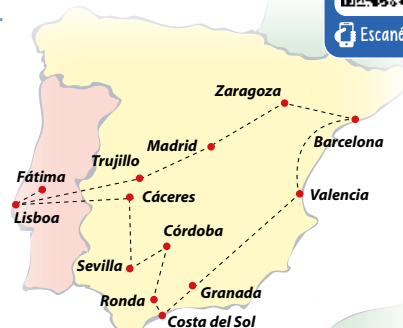 Escané
Zaragoza
Barcelona
Madrid
Trujillo
Fátima
Cáceres
Valencia
Lisboa
Córdoba
Sevilla
Granada
Ronda
Costa del Sol